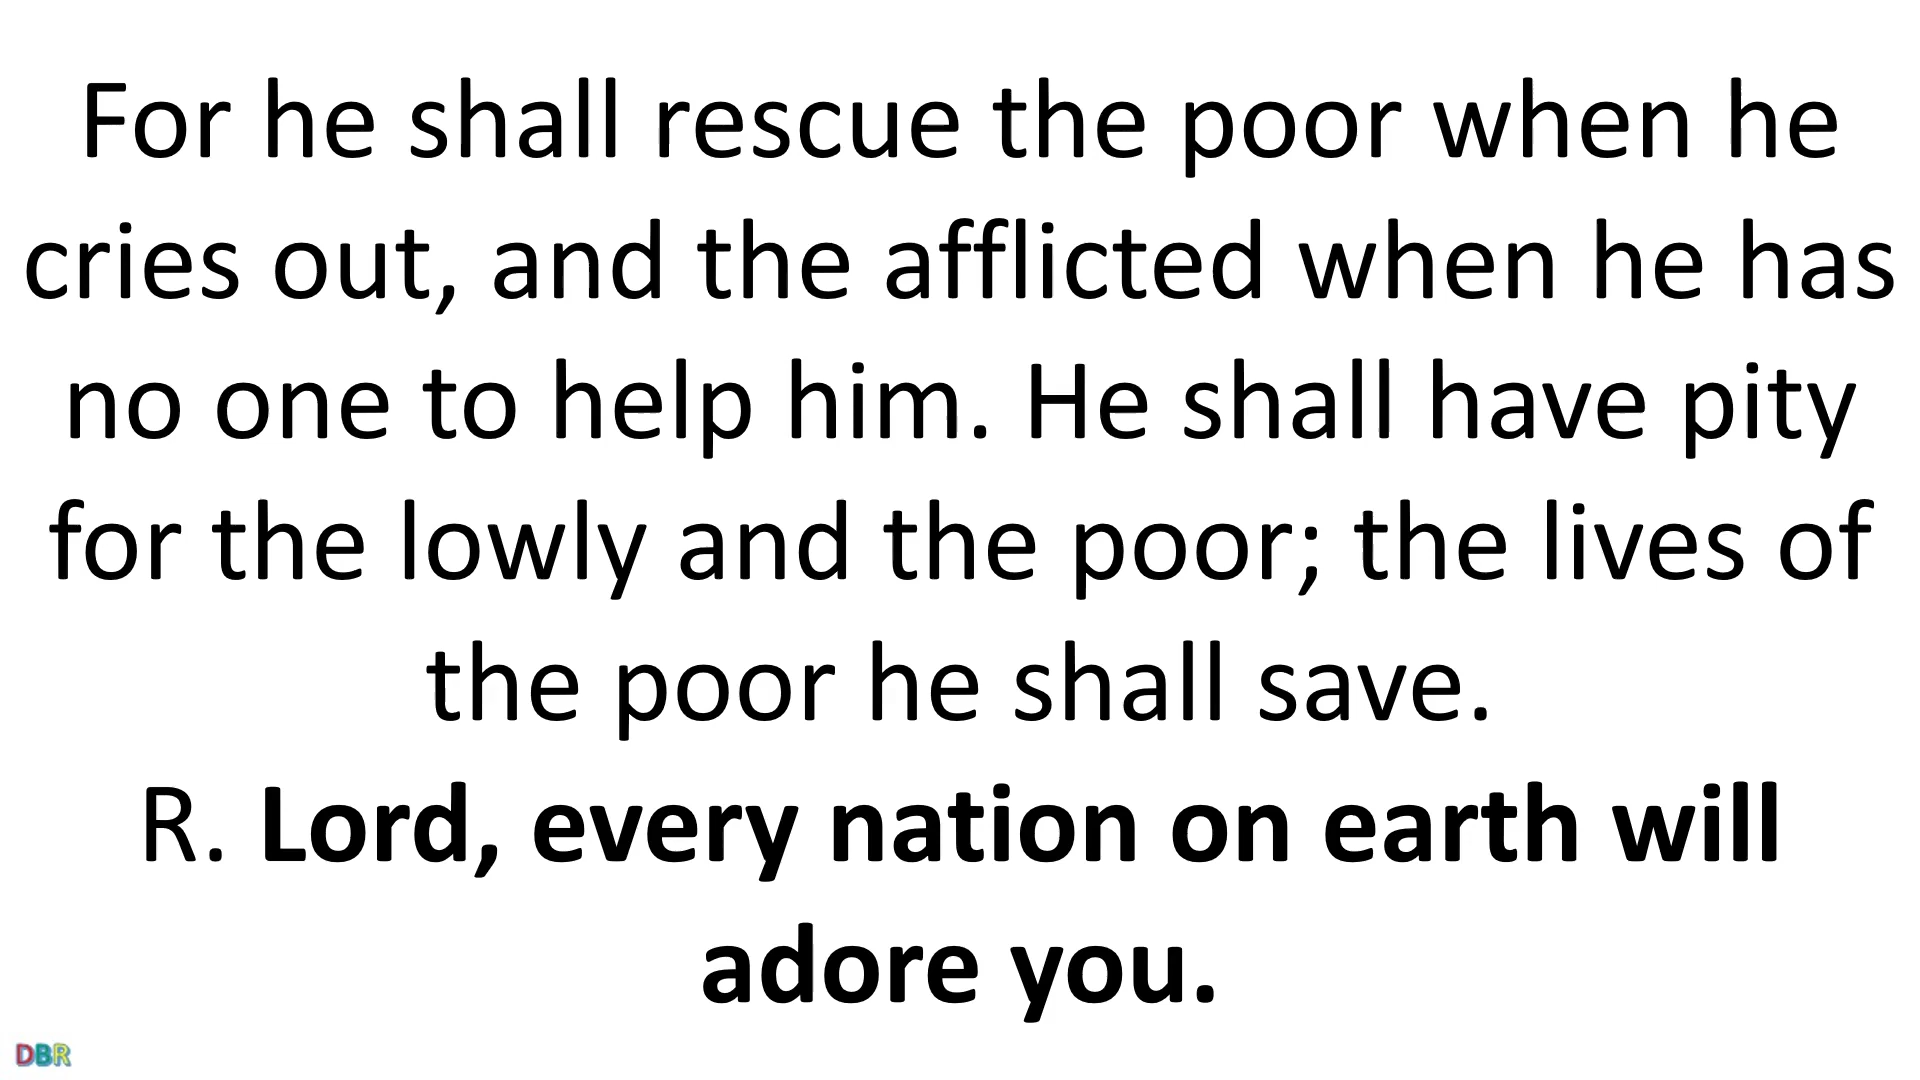 For he shall rescue the poor when he
cries out, and the afflicted when he has
no one to help him. He shall have pity
for the lowly and the poor; the lives of
the poor he shall save.
R. Lord, every nation on earth will
adore you.
DBR